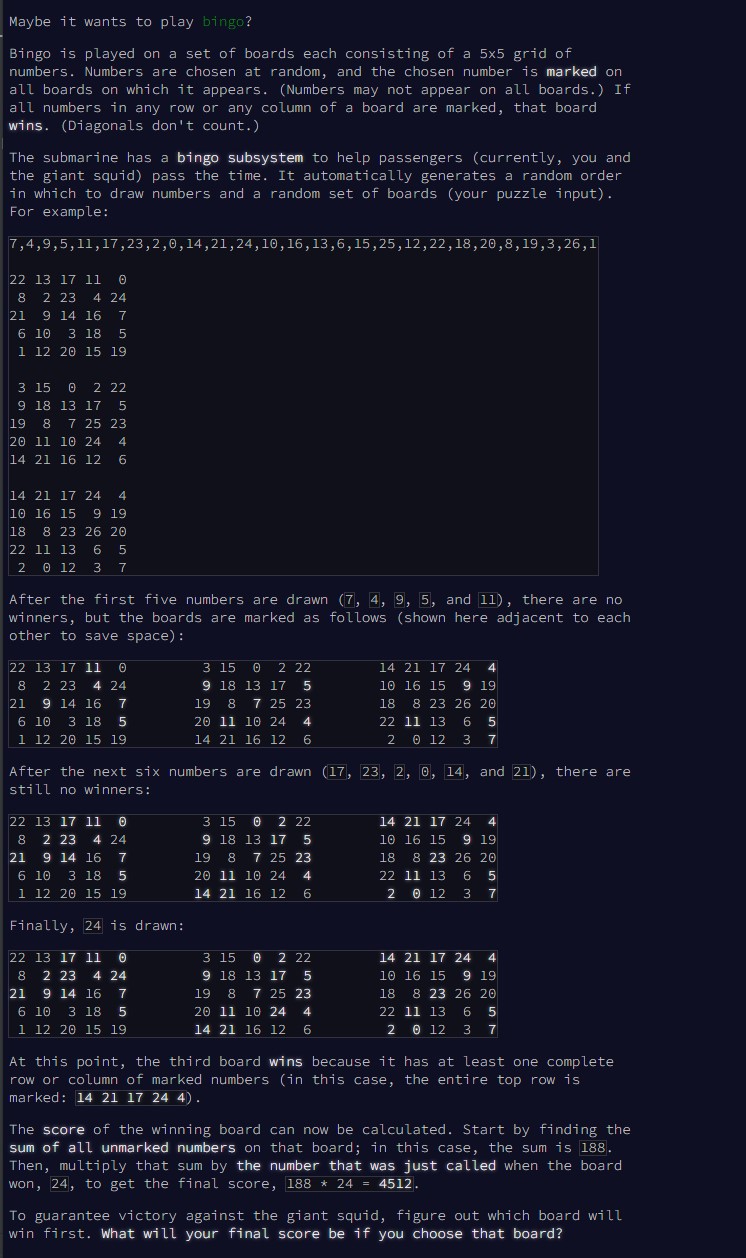 Maybe it wants to play bingo?
Bingo is played on a set of boards each consisting of a 5x5 grid of
numbers. Numbers are chosen at random, and the chosen number is marked on
all boards on which it appears. (Numbers may not appear on all boards.) If
all numbers in any row or any column of a board are marked, that board
wins. (Diagonals don't count.)
The submarine has a bingo subsystem to help passengers (currently, you and
the giant squid) pass the time. It automatically generates a random order
in which to draw numbers and a random set of boards (your puzzle input).
For example:
7,4,9,5,11,17,23,2,0,14,21,24,10,16,13,6,15,25,12,22,18,20,8,19,3,26,1
22 13 17 11  0
 8  2 23  4 24
21  9 14 16  7
 6 10  3 18  5
 1 12 20 15 19
 3 15  0  2 22
 9 18 13 17  5
19  8  7 25 23
20 11 10 24  4
14 21 16 12  6
14 21 17 24  4
10 16 15  9 19
18  8 23 26 20
22 11 13  6  5
 2  0 12  3  7
After the first five numbers are drawn (7, 4, 9, 5, and 11), there are no
winners, but the boards are marked as follows (shown here adjacent to each
other to save space):
22 13 17 11  0         3 15  0  2 22        14 21 17 24  4
 8  2 23  4 24         9 18 13 17  5        10 16 15  9 19
21  9 14 16  7        19  8  7 25 23        18  8 23 26 20
 6 10  3 18  5        20 11 10 24  4        22 11 13  6  5
 1 12 20 15 19        14 21 16 12  6         2  0 12  3  7
After the next six numbers are drawn (17, 23, 2, 0, 14, and 21), there are
still no winners:
22 13 17 11  0         3 15  0  2 22        14 21 17 24  4
 8  2 23  4 24         9 18 13 17  5        10 16 15  9 19
21  9 14 16  7        19  8  7 25 23        18  8 23 26 20
 6 10  3 18  5        20 11 10 24  4        22 11 13  6  5
 1 12 20 15 19        14 21 16 12  6         2  0 12  3  7
Finally, 24 is drawn:
22 13 17 11  0         3 15  0  2 22        14 21 17 24  4
 8  2 23  4 24         9 18 13 17  5        10 16 15  9 19
21  9 14 16  7        19  8  7 25 23        18  8 23 26 20
 6 10  3 18  5        20 11 10 24  4        22 11 13  6  5
 1 12 20 15 19        14 21 16 12  6         2  0 12  3  7
At this point, the third board wins because it has at least one complete
row or column of marked numbers (in this case, the entire top row is
marked: 14 21 17 24 4).
The score of the winning board can now be calculated. Start by finding the
sum of all unmarked numbers on that board; in this case, the sum is 188.
Then, multiply that sum by the number that was just called when the board
won, 24, to get the final score, 188 * 24 = 4512.
To guarantee victory against the giant squid, figure out which board will
win first. What will your final score be if you choose that board?